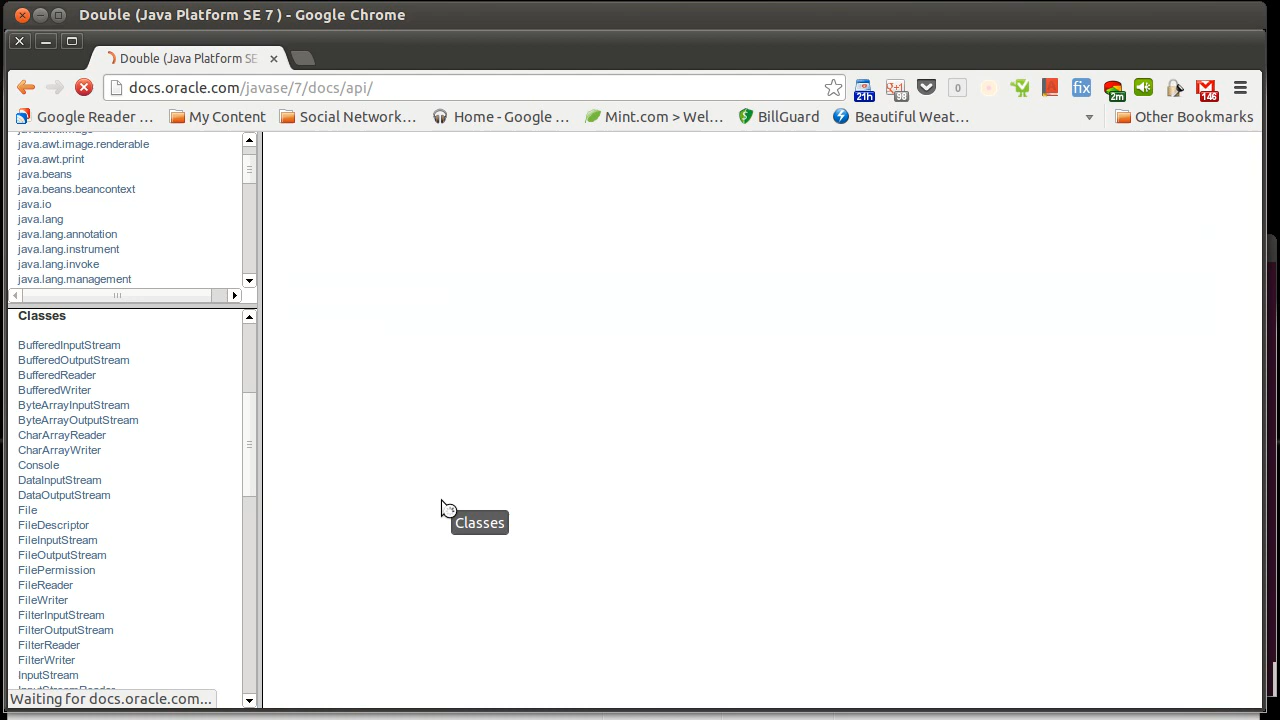 Double (Java Platform SE 7 ) - Google Chrome
Double (Java Platform SE
docs.oracle.com/javase/7/docs/api/
21h
98
0
fix
2m
146
Google Reader ...
My Content
Social Network...
Home - Google ...
Mint.com > Wel...
BillGuard
Beautiful Weat...
Other Bookmarks
java.awt.image
java.awt.image.renderable
java.awt.print
java.beans
java.beans.beancontext
java.io
java.lang
java.lang.annotation
java.lang.instrument
java.lang.invoke
java.lang.management
Classes
BufferedInputStream
BufferedOutputStream
BufferedReader
BufferedWriter
ByteArrayInputStream
ByteArrayOutputStream
CharArrayReader
CharArrayWriter
Console
DataInputStream
DataOutputStream
File
FileDescriptor
FileInputStream
FileOutputStream
FilePermission
FileReader
FileWriter
FilterInputStream
FilterOutputStream
FilterReader
FilterWriter
InputStream
InputStreamReader
Waiting for docs.oracle.com...
Classes